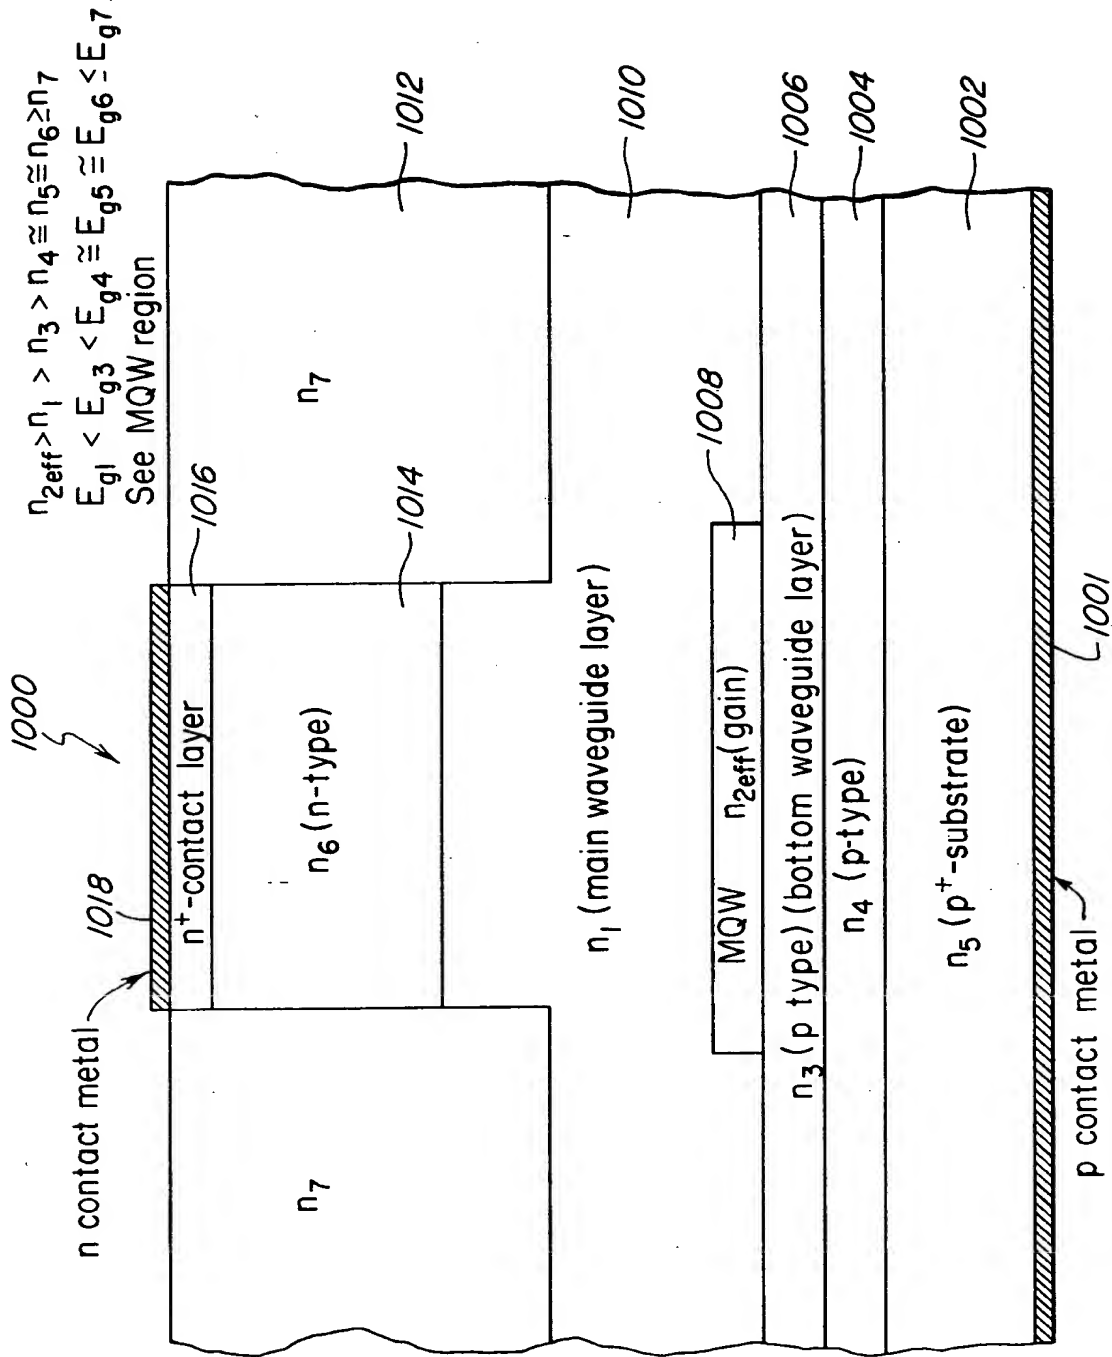 1000
n₂eff>n₁ > n₃ > n₄ ≅ n₅ ≅ n₆ ≥ n₇
Eg1 < Eg3 < Eg4 ≅ Eg5 ≅ Eg6 ≤ Eg7
See MQW region
n contact metal
1018
1016
n⁺-contact layer
n₇
n₆ (n-type)
1014
n₇
1012
n₁ (main waveguide layer)
1010
MQW n₂eff (gain)
1008
n₃ (p type) (bottom waveguide layer)
1006
n₄ (p-type)
1004
n₅ (p⁺-substrate)
1002
p contact metal
1001